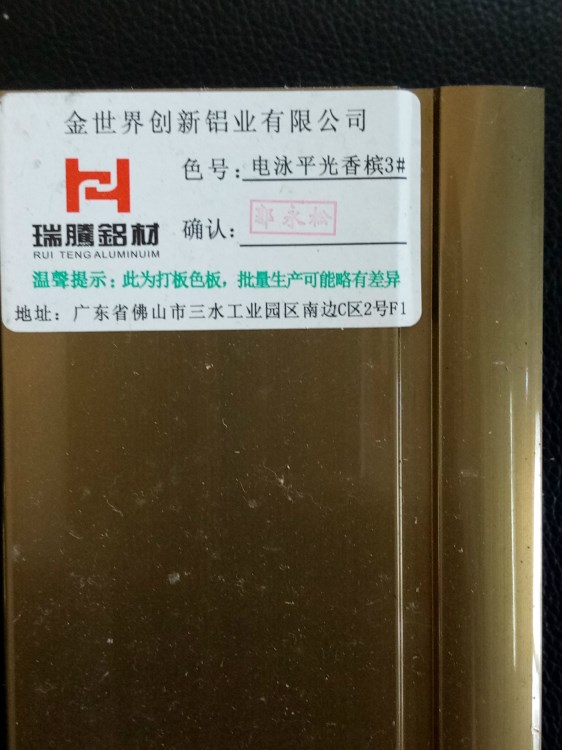 金世界创新铝业有限公司
色号：电泳平光香槟3#
瑞騰鋁材
RUI TENG ALUMINUIM
确认：
温馨提示：此为打板色板，批量生产可能略有差异
地址：广东省佛山市三水工业园区南边C区2号F1